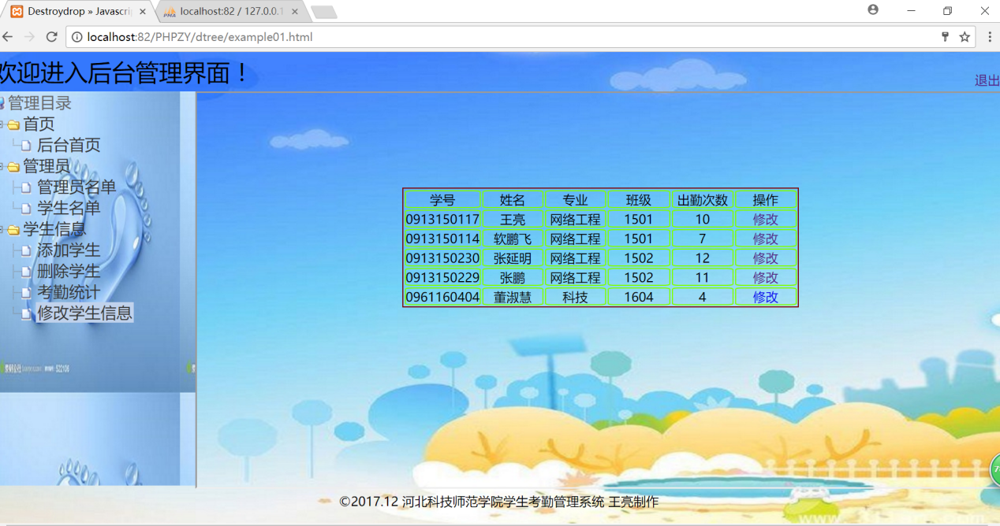 Destroydrop » Javascri
localhost:82 / 127.0.0.1
localhost:82/PHPZY/dtree/example01.html
欢迎进入后台管理界面！
退出
管理目录
首页
后台首页
管理员
管理员名单
学生名单
学生信息
添加学生
删除学生
考勤统计
修改学生信息
学号 姓名 专业 班级 出勤次数 操作
0913150117 王亮 网络工程 1501 10 修改
0913150114 软鹏飞 网络工程 1501 7 修改
0913150230 张延明 网络工程 1502 12 修改
0913150229 张鹏 网络工程 1502 11 修改
0961160404 董淑慧 科技 1604 4 修改
©2017.12 河北科技师范学院学生考勤管理系统 王亮制作